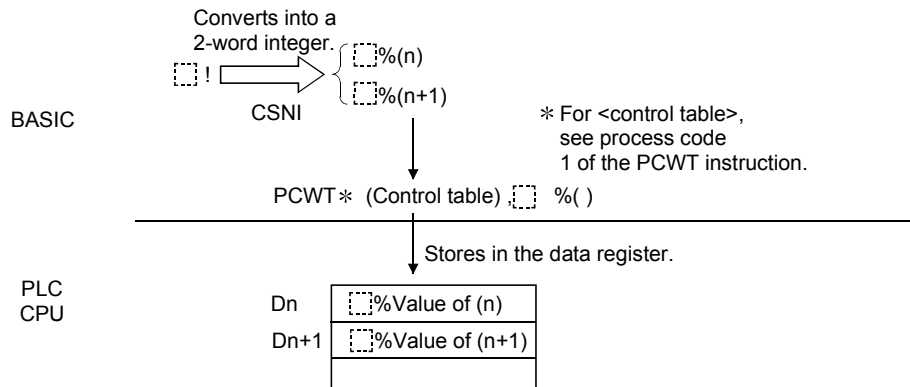 Converts into a
2-word integer.
! %(n)
%(n+1)
CSNI
BASIC
* For <control table>,
see process code
1 of the PCWT instruction.
PCWT* (Control table) , %( )
Stores in the data register.
PLC
CPU
Dn %Value of (n)
Dn+1 %Value of (n+1)